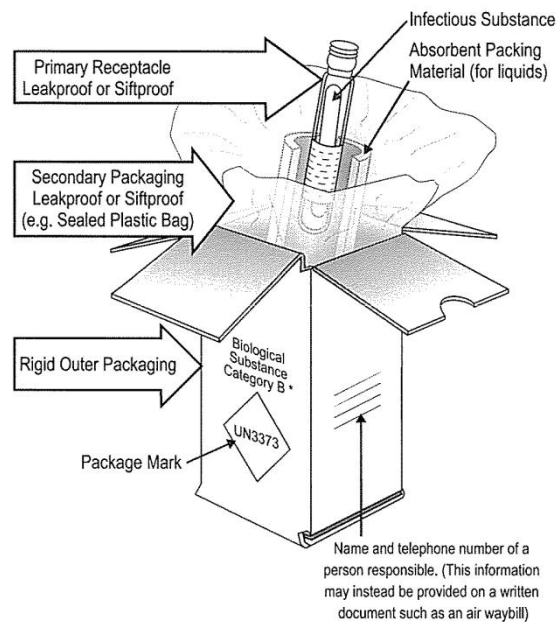 Infectious Substance
Absorbent Packing
Material (for liquids)
Primary Receptacle
Leakproof or Siftproof
Secondary Packaging
Leakproof or Siftproof
(e.g. Sealed Plastic Bag)
Rigid Outer Packaging
Biological
Substance
Category B *
UN3373
Package Mark
Name and telephone number of a
person responsible. (This information
may instead be provided on a written
document such as an air waybill)